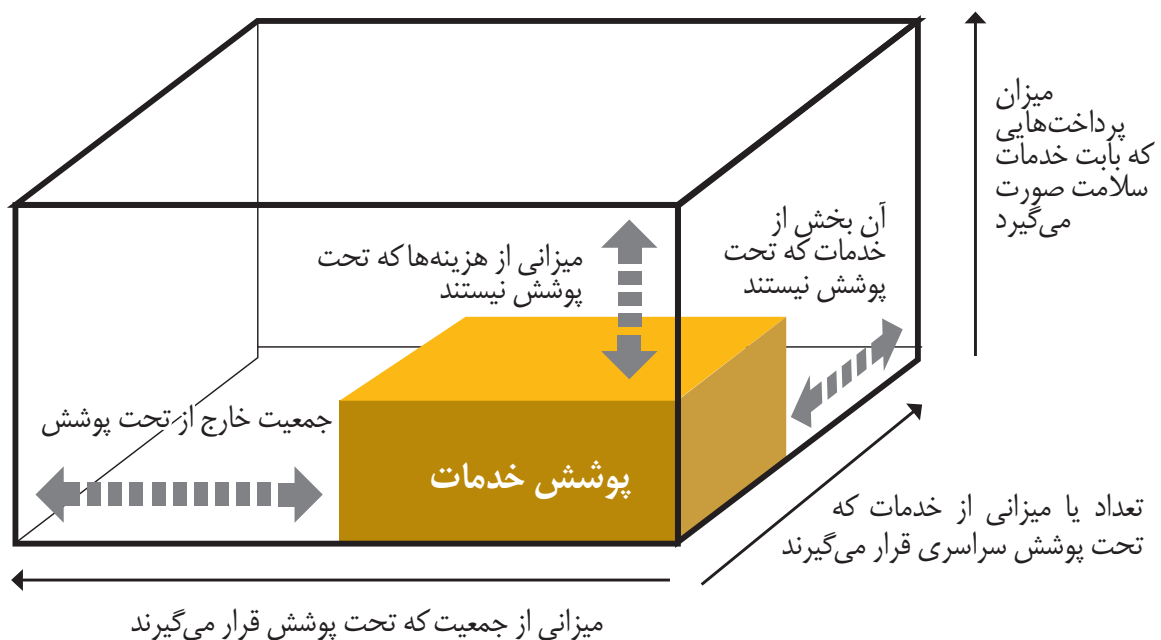 میزان
پرداخت‌هایی
که بابت خدمات
سلامت صورت
می‌گیرد
آن بخش از
خدمات که تحت
پوشش نیستند
میزانی از هزینه‌ها که تحت
پوشش نیستند
جمعیت خارج از تحت پوشش
پوشش خدمات
تعداد یا میزانی از خدمات که
تحت پوشش سراسری قرار می‌گیرند
میزانی از جمعیت که تحت پوشش قرار می‌گیرند